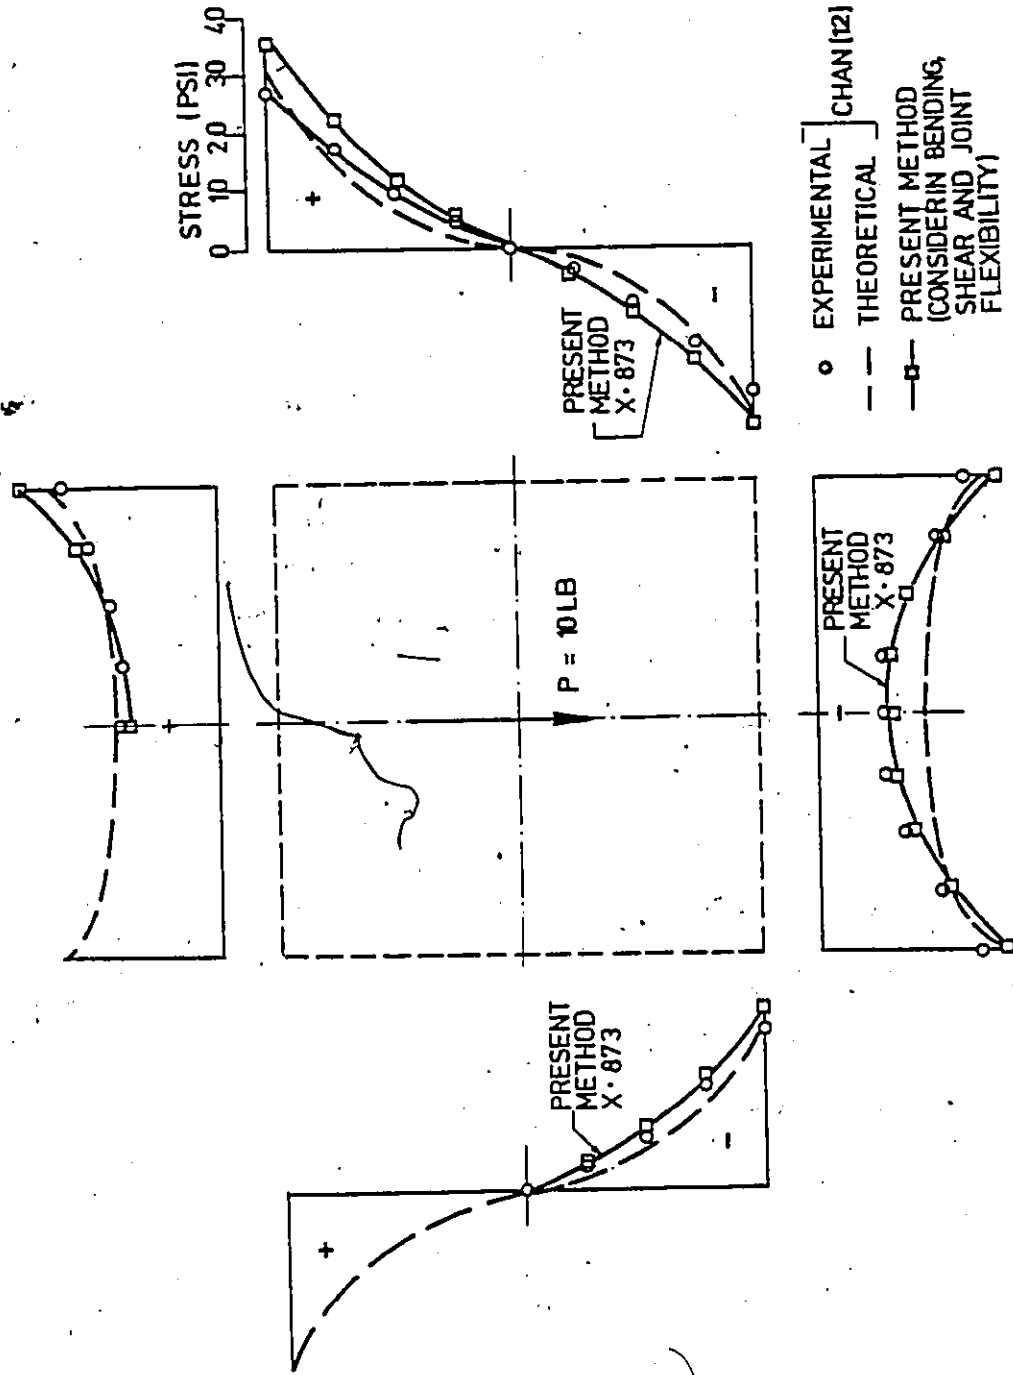 STRESS (PSI)
0 10 20 30 40
+
PRESENT
METHOD
X·873
-
+
P = 10 LB
PRESENT
METHOD
X·873
-
PRESENT
METHOD
X·873
+
-
EXPERIMENTAL
THEORETICAL
CHAN [12]
PRESENT METHOD
(CONSIDERIN BENDING,
SHEAR AND JOINT
FLEXIBILITY)